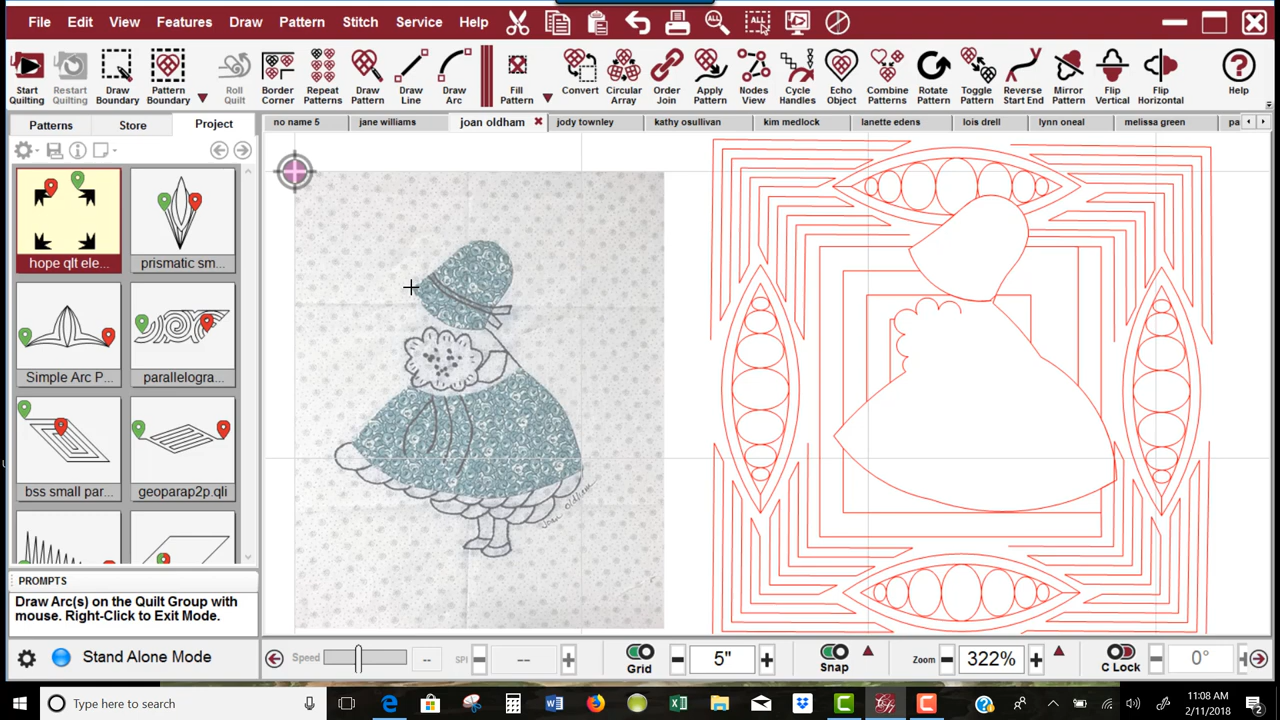 File Edit View Features Draw Pattern Stitch Service Help ALL ALL
Start Quilting Restart Quilting Draw Boundary Pattern Boundary Roll Quilt Border Corner Repeat Patterns Draw Pattern Draw Line Draw Arc Fill Pattern Convert Circular Array Order Join Apply Pattern Nodes View Cycle Handles Echo Object Combine Patterns Rotate Pattern Toggle Pattern Reverse Start End Mirror Pattern Flip Vertical Flip Horizontal Help
Patterns Store Project
no name 5 jane williams joan oldham jody townley kathy osullivan kim medlock lanette edens lois drell lynn oneal melissa green pa
hope qlt ele... prismatic sm...
Simple Arc P... parallelogra...
bss small par... geoparap2p.qli
joan oldham
PROMPTS
Draw Arc(s) on the Quilt Group with
mouse. Right-Click to Exit Mode.
Stand Alone Mode Speed -- SPI -- Grid 5" Snap Zoom 322% C Lock 0°
Type here to search
11:08 AM
2/11/2018
2